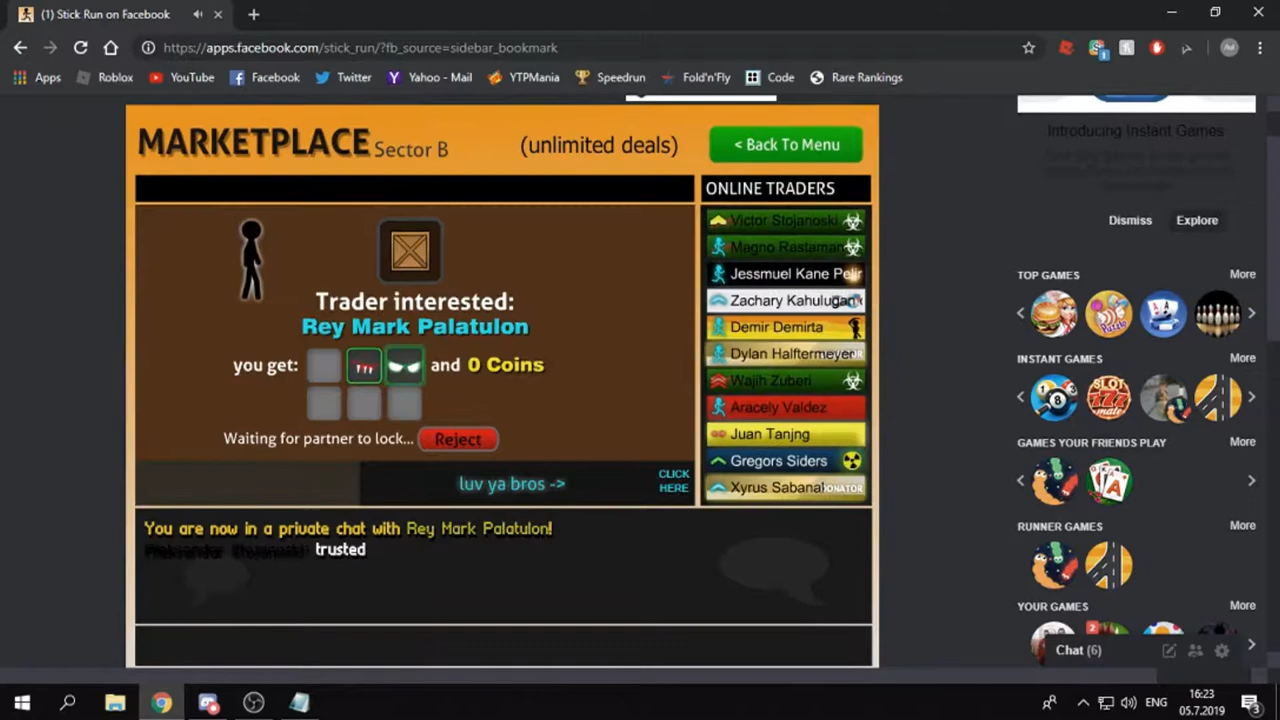 (1) Stick Run on Facebook
https://apps.facebook.com/stick_run/?fb_source=sidebar_bookmark
Apps Roblox YouTube Facebook Twitter Yahoo - Mail YTPMania Speedrun Fold'n'Fly Code Rare Rankings
MARKETPLACE Sector B (unlimited deals) < Back To Menu
ONLINE TRADERS
Trader interested:
Rey Mark Palatulon
you get: and 0 Coins
Waiting for partner to lock... Reject
luv ya bros -> CLICK HERE
Victor Stojanoski
Magno Rastaman
Jessmuel Kane Pelir
Zachary Kahulugan
Demir Demirta
Dylan Halftermeyer
Wajih Zuberi
Aracely Valdez
Juan Tanjng
Gregors Siders
Xyrus Sabanal
You are now in a private chat with Rey Mark Palatulon!
trusted
Introducing Instant Games
Dismiss Explore
TOP GAMES More
INSTANT GAMES More
GAMES YOUR FRIENDS PLAY More
RUNNER GAMES More
YOUR GAMES More
2
Chat (6)
ENG
16:23
05.7.2019
3